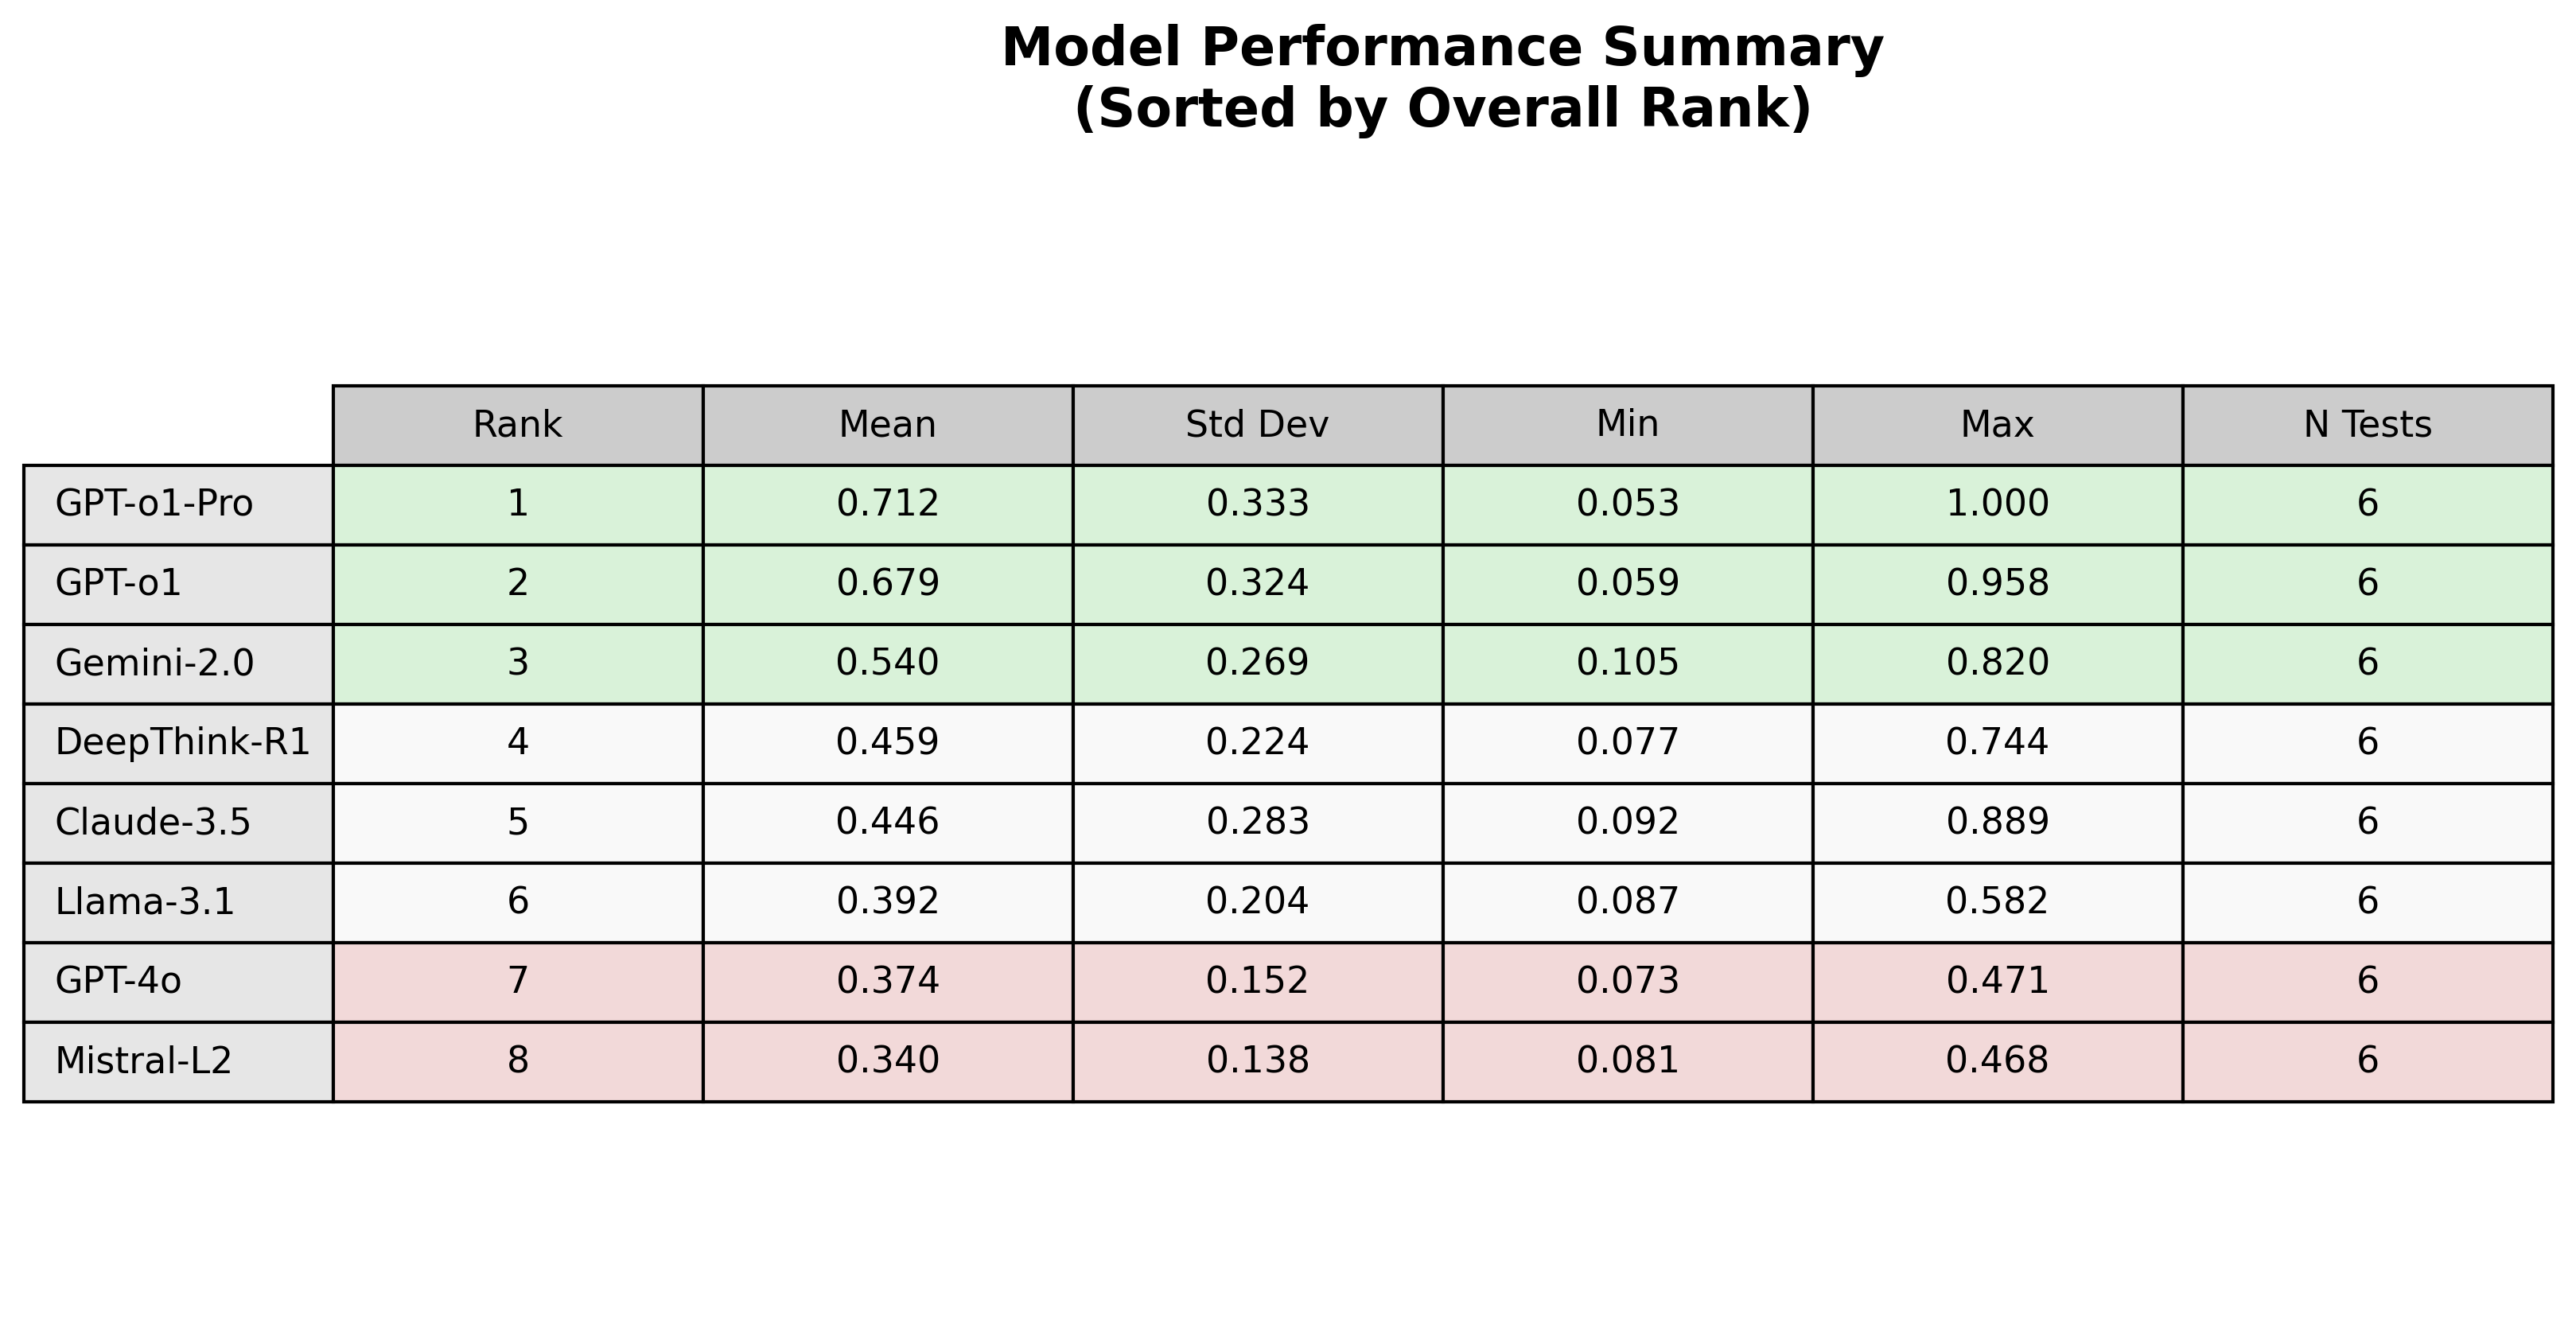 Model Performance Summary
(Sorted by Overall Rank)
Rank Mean Std Dev Min Max N Tests
GPT-o1-Pro 1 0.712 0.333 0.053 1.000 6
GPT-o1 2 0.679 0.324 0.059 0.958 6
Gemini-2.0 3 0.540 0.269 0.105 0.820 6
DeepThink-R1 4 0.459 0.224 0.077 0.744 6
Claude-3.5 5 0.446 0.283 0.092 0.889 6
Llama-3.1 6 0.392 0.204 0.087 0.582 6
GPT-4o 7 0.374 0.152 0.073 0.471 6
Mistral-L2 8 0.340 0.138 0.081 0.468 6